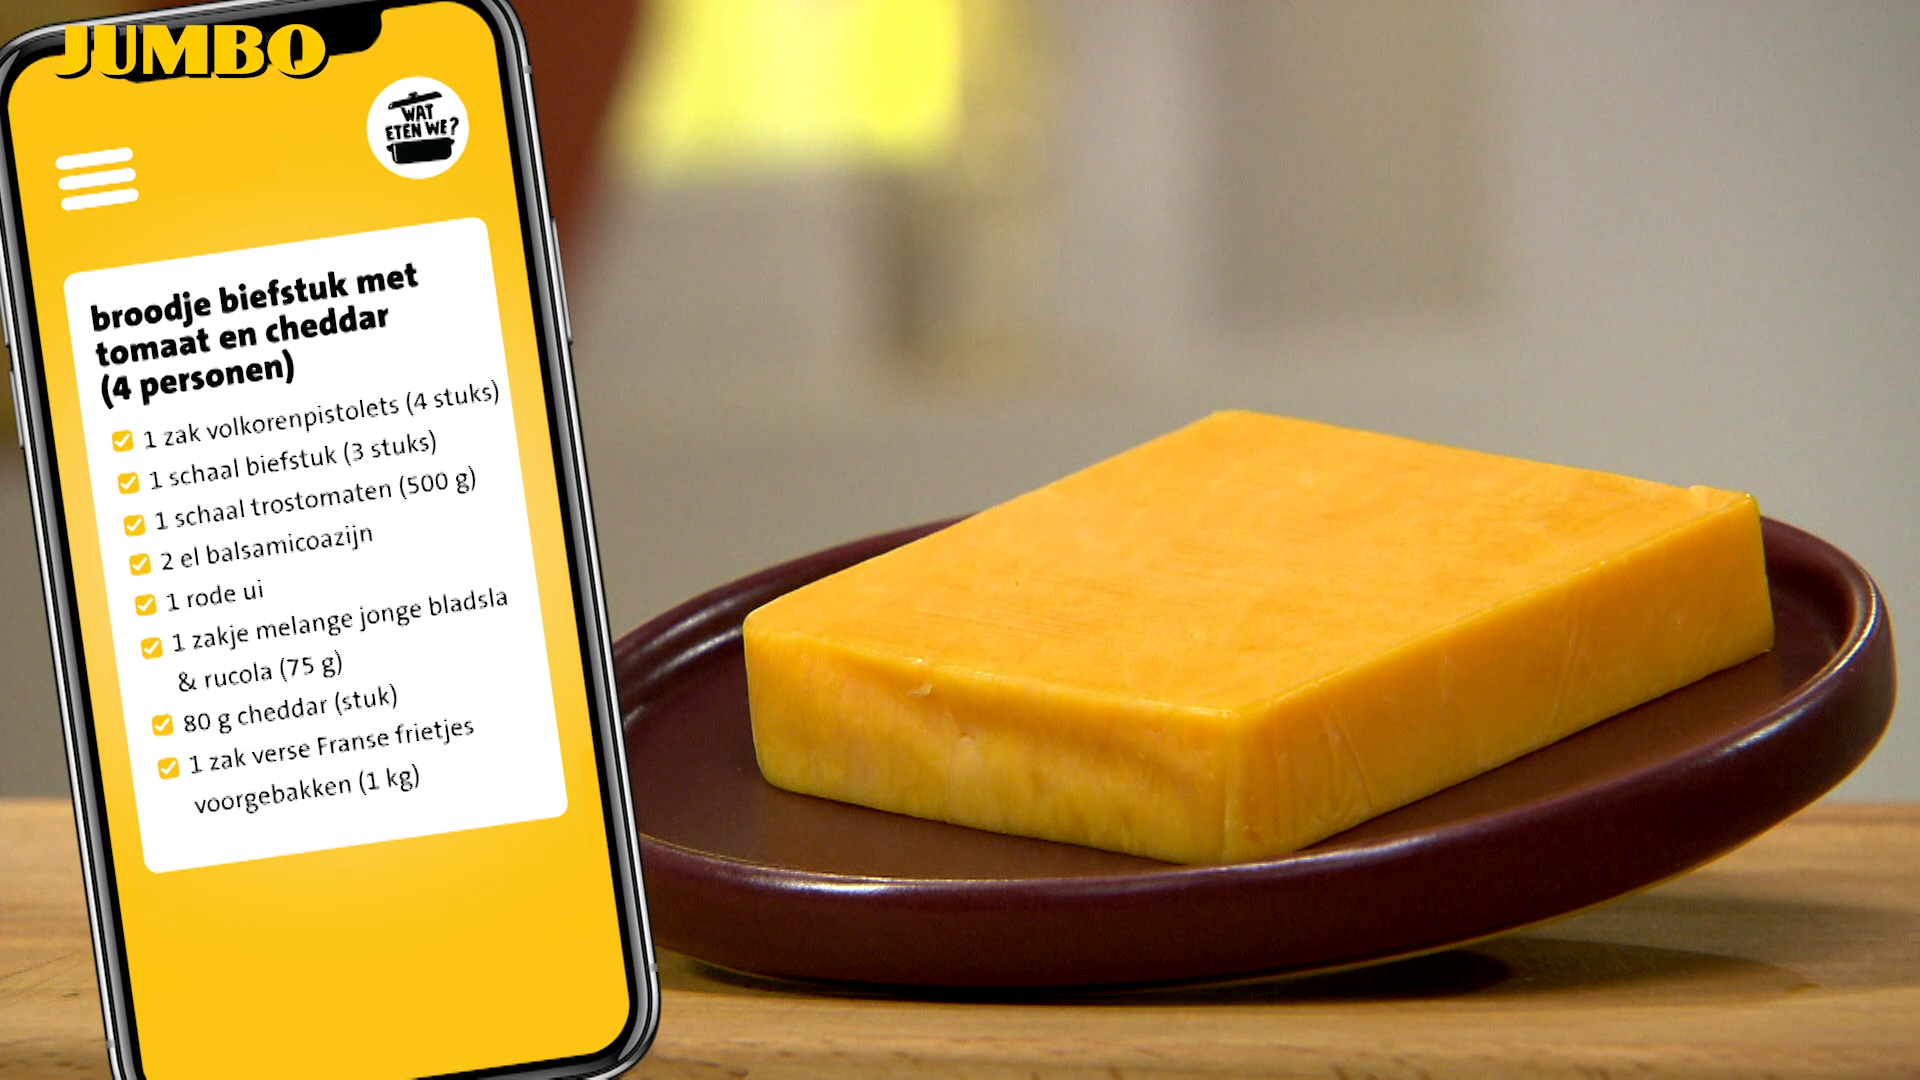 JUMBO
WAT
ETEN WE?
broodje biefstuk met
tomaat en cheddar
(4 personen)
1 zak volkorenpistolets (4 stuks)
1 schaal biefstuk (3 stuks)
1 schaal trostomaten (500 g)
2 el balsamicoazijn
1 rode ui
1 zakje melange jonge bladsla
& rucola (75 g)
80 g cheddar (stuk)
1 zak verse Franse frietjes
voorgebakken (1 kg)